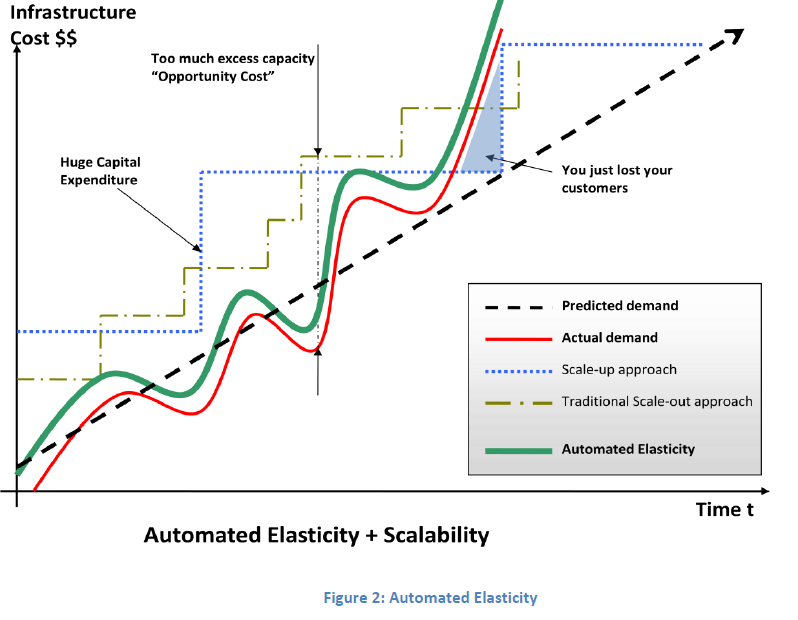 Infrastructure
Cost $$
Too much excess capacity
“Opportunity Cost”
Huge Capital
Expenditure
You just lost your
customers
Predicted demand
Actual demand
Scale-up approach
Traditional Scale-out approach
Automated Elasticity
Time t
Automated Elasticity + Scalability
Figure 2: Automated Elasticity